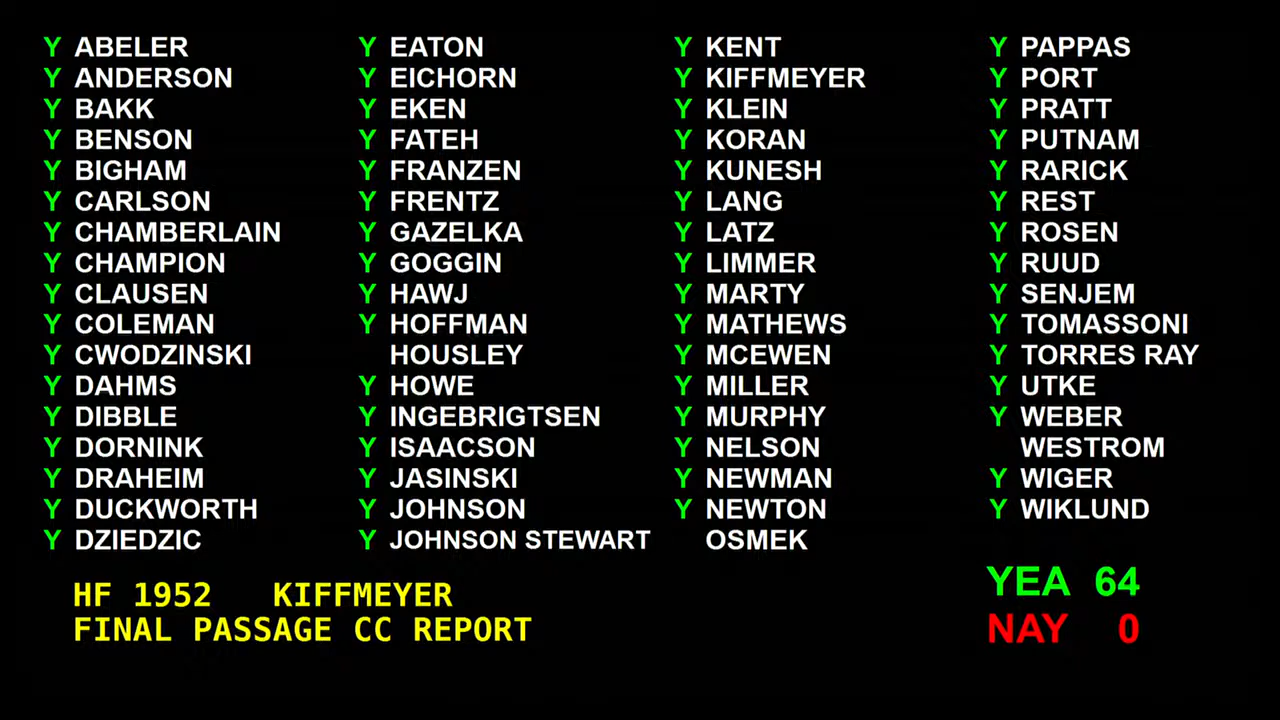 Y ABELER Y EATON Y KENT Y PAPPAS
Y ANDERSON Y EICHORN Y KIFFMEYER Y PORT
Y BAKK Y EKEN Y KLEIN Y PRATT
Y BENSON Y FATEH Y KORAN Y PUTNAM
Y BIGHAM Y FRANZEN Y KUNESH Y RARICK
Y CARLSON Y FRENTZ Y LANG Y REST
Y CHAMBERLAIN Y GAZELKA Y LATZ Y ROSEN
Y CHAMPION Y GOGGIN Y LIMMER Y RUUD
Y CLAUSEN Y HAWJ Y MARTY Y SENJEM
Y COLEMAN Y HOFFMAN Y MATHEWS Y TOMASSONI
Y CWODZINSKI HOUSLEY Y MCEWEN Y TORRES RAY
Y DAHMS Y HOWE Y MILLER Y UTKE
Y DIBBLE Y INGEBRIGTSEN Y MURPHY Y WEBER
Y DORNINK Y ISAACSON Y NELSON WESTROM
Y DRAHEIM Y JASINSKI Y NEWMAN Y WIGER
Y DUCKWORTH Y JOHNSON Y NEWTON Y WIKLUND
Y DZIEDZIC Y JOHNSON STEWART OSMEK
HF 1952 KIFFMEYER
FINAL PASSAGE CC REPORT
YEA 64
NAY 0